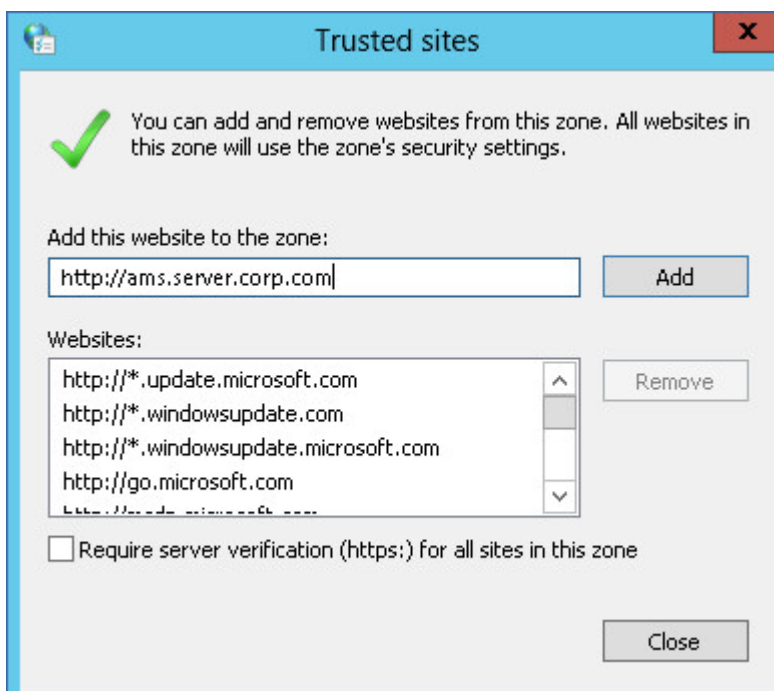 Trusted sites
x
You can add and remove websites from this zone. All websites in
this zone will use the zone's security settings.
Add this website to the zone:
http://ams.server.corp.com
Add
Websites:
http://*.update.microsoft.com
http://*.windowsupdate.com
http://*.windowsupdate.microsoft.com
http://go.microsoft.com
Remove
Require server verification (https:) for all sites in this zone
Close